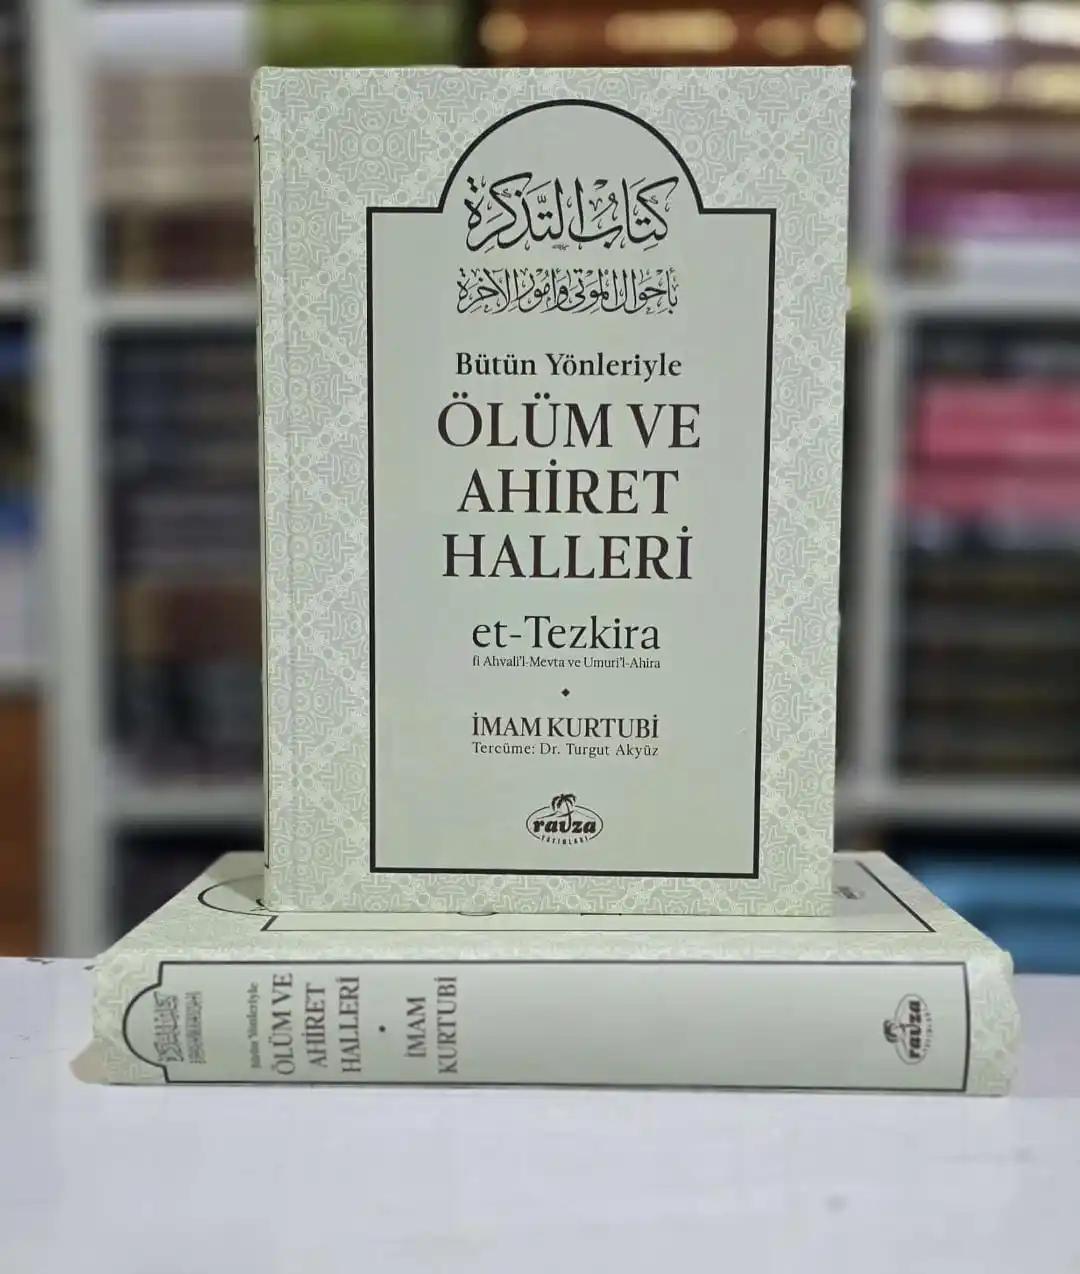 كتاب التذكرة
بأحوال الموتى وأمور الآخرة
Bütün Yönleriyle
ÖLÜM VE
AHİRET
HALLERİ
et-Tezkira
fi Ahvali'l-Mevta ve Umuri'l-Ahira
İMAM KURTUBİ
Tercüme: Dr. Turgut Akyüz
ravza
YAYINLARI
Bütün Yönleriyle
ÖLÜM VE
AHİRET
HALLERİ
İMAM
KURTUBİ
ravza
YAYINLARI